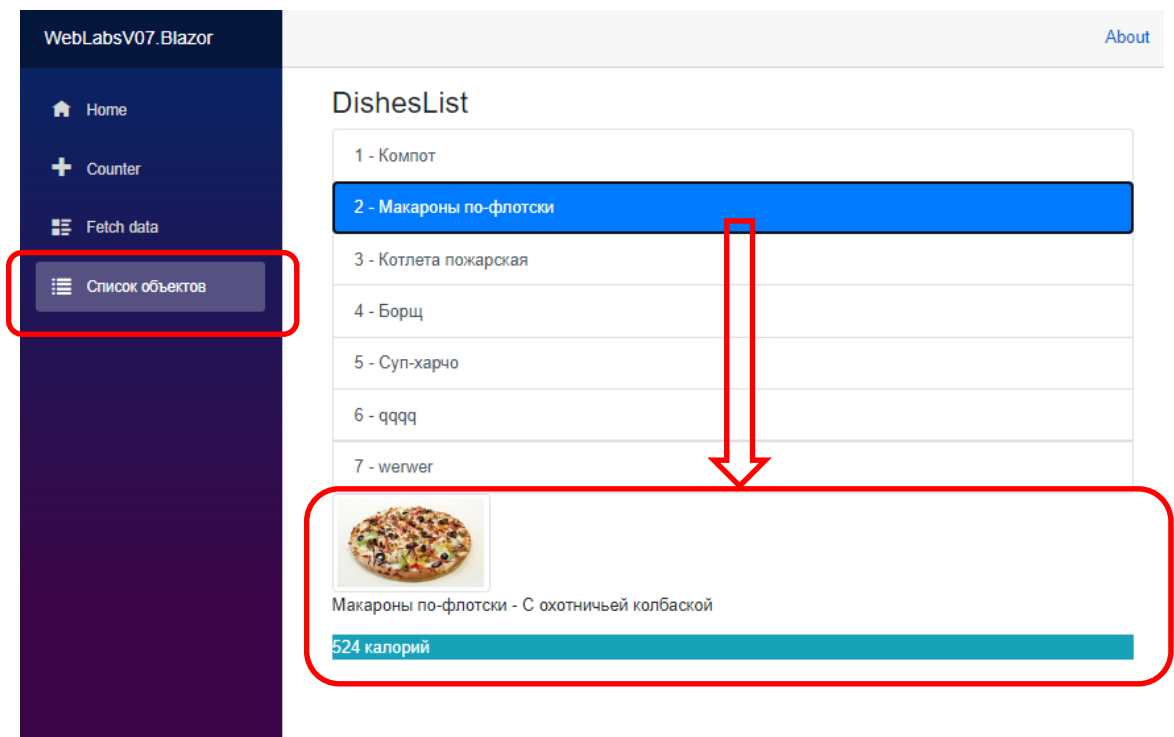 WebLabsV07.Blazor
About
Home
Counter
Fetch data
Список объектов
DishesList
1 - Компот
2 - Макароны по-флотски
3 - Котлета пожарская
4 - Борщ
5 - Суп-харчо
6 - qqqq
7 - werwer
Макароны по-флотски - С охотничьей колбаской
524 калорий